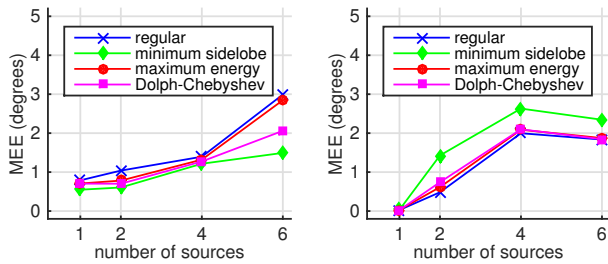 5
4
3
2
1
0
MEE (degrees)
regular
minimum sidelobe
maximum energy
Dolph-Chebyshev
1 2 4 6
number of sources
5
4
3
2
1
0
MEE (degrees)
regular
minimum sidelobe
maximum energy
Dolph-Chebyshev
1 2 4 6
number of sources